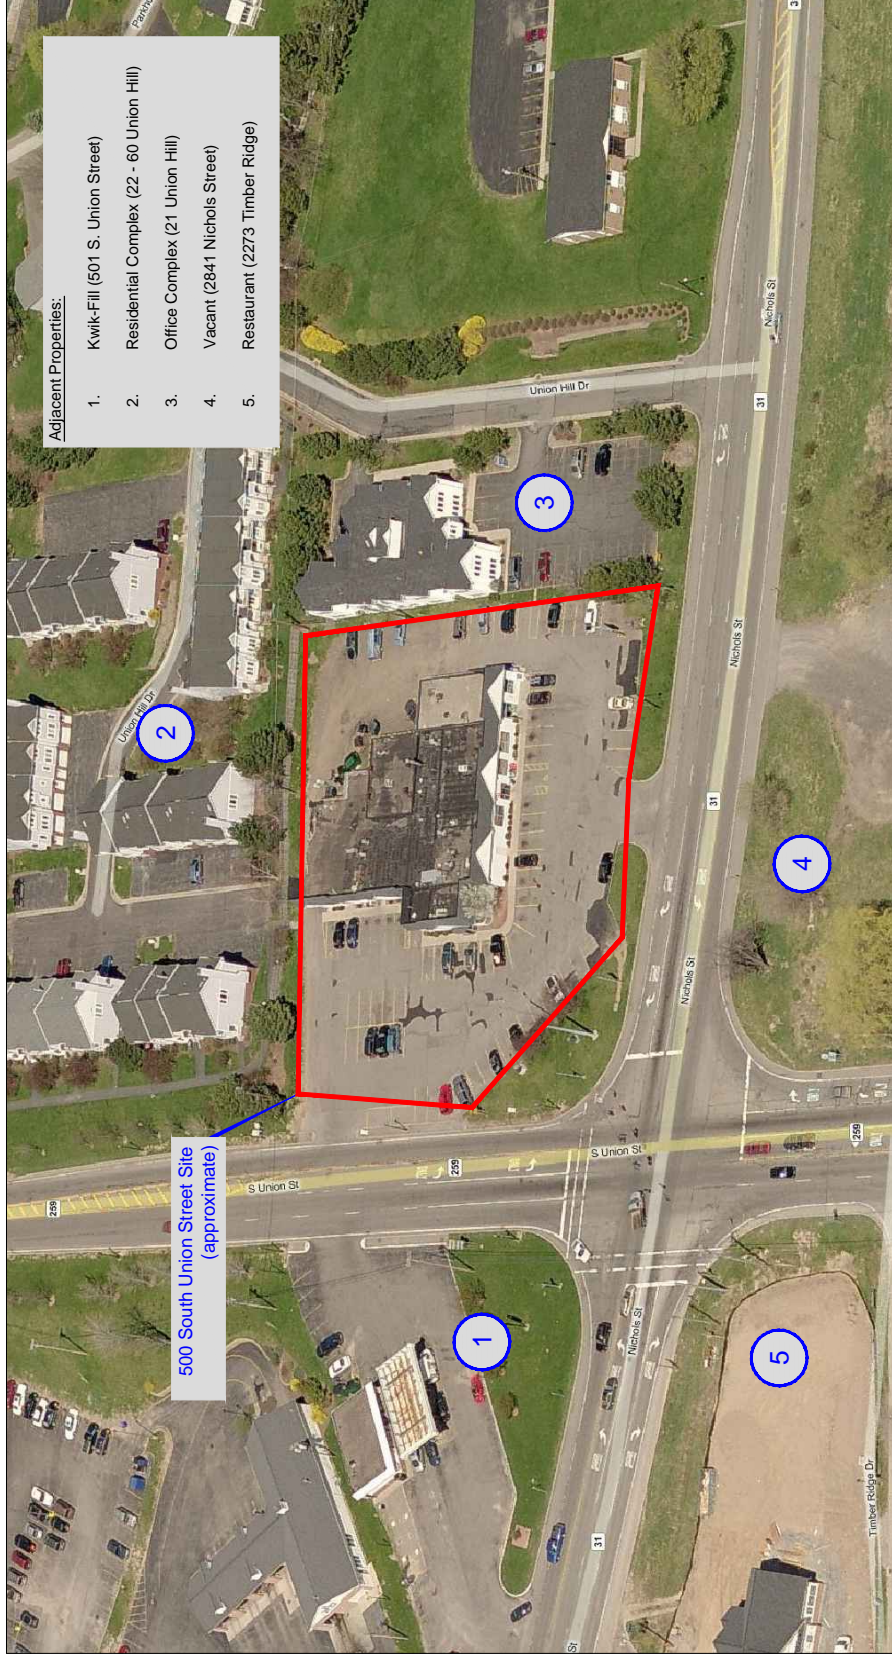 Adjacent Properties:
1. Kwik-Fill (501 S. Union Street)
2. Residential Complex (22 - 60 Union Hill)
3. Office Complex (21 Union Hill)
4. Vacant (2841 Nichols Street)
5. Restaurant (2273 Timber Ridge)
500 South Union Street Site
(approximate)
259
S Union St
259
S Union St
259
Union Hill Dr
Union Hill Dr
2
3
1
4
5
31
Nichols St
31
Nichols St
31
Nichols St
Nichols St
31
St
Timber Ridge Dr